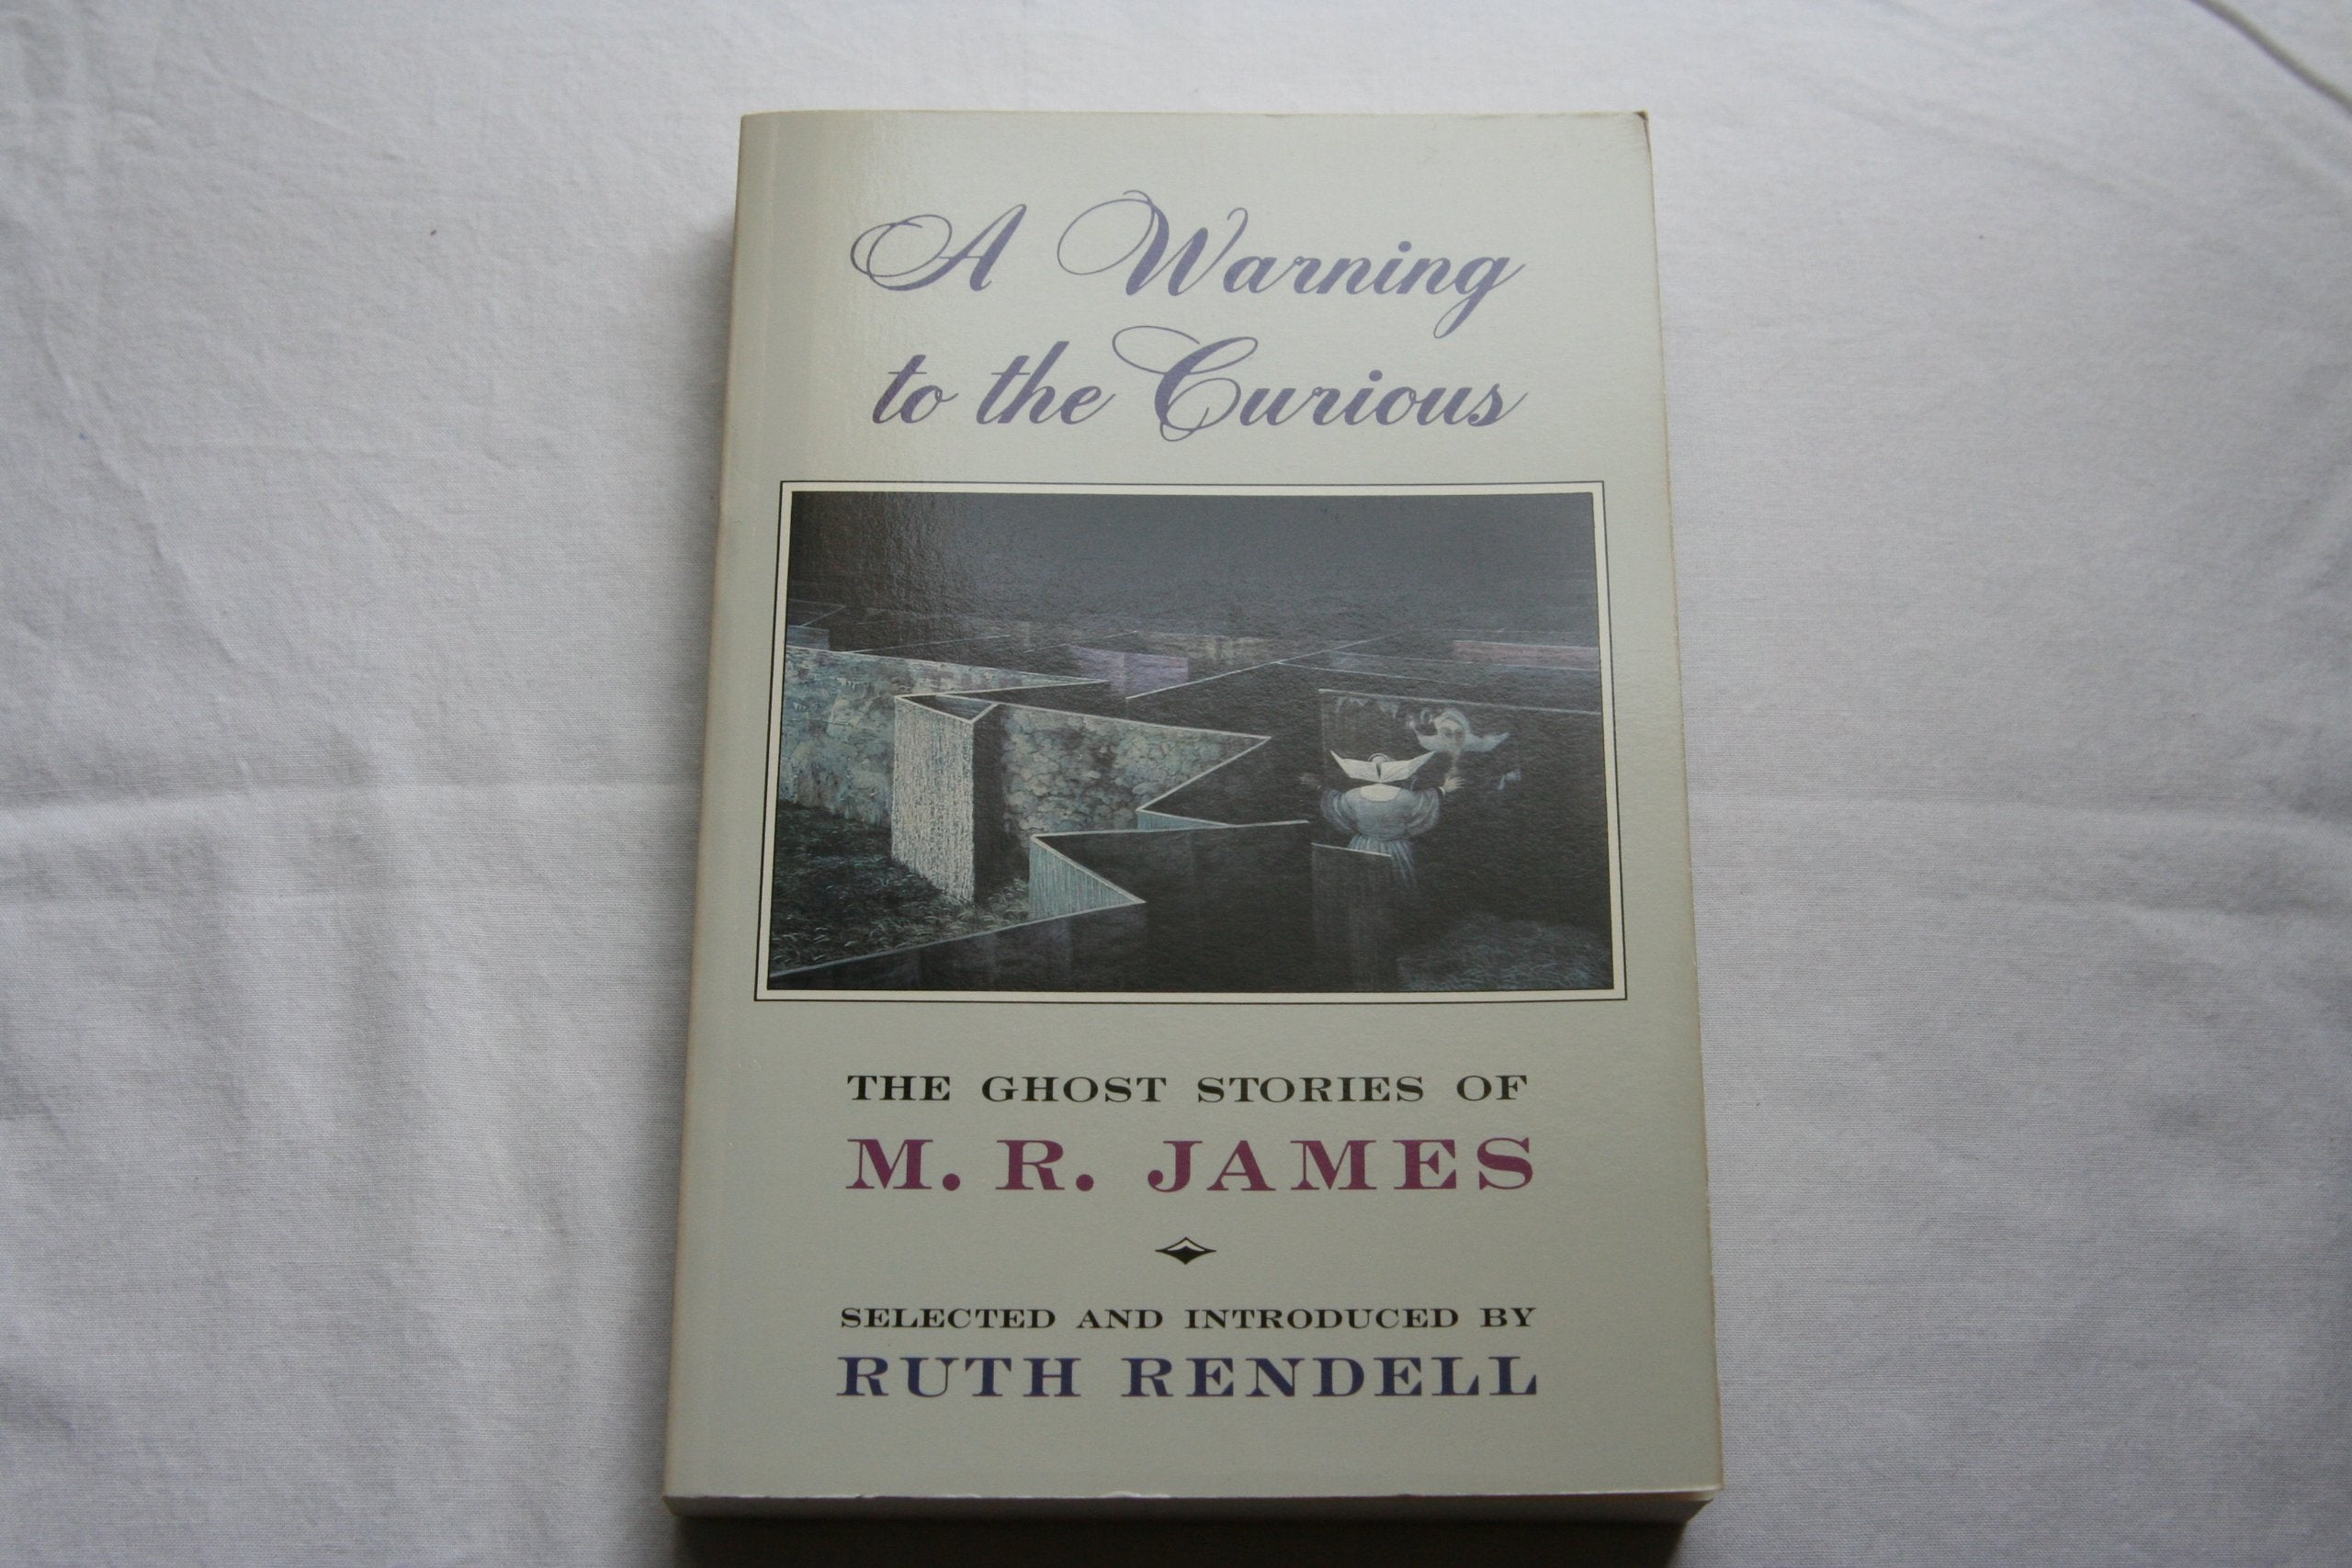 A Warning
to the Curious
THE GHOST STORIES OF
M. R. JAMES
SELECTED AND INTRODUCED BY
RUTH RENDELL